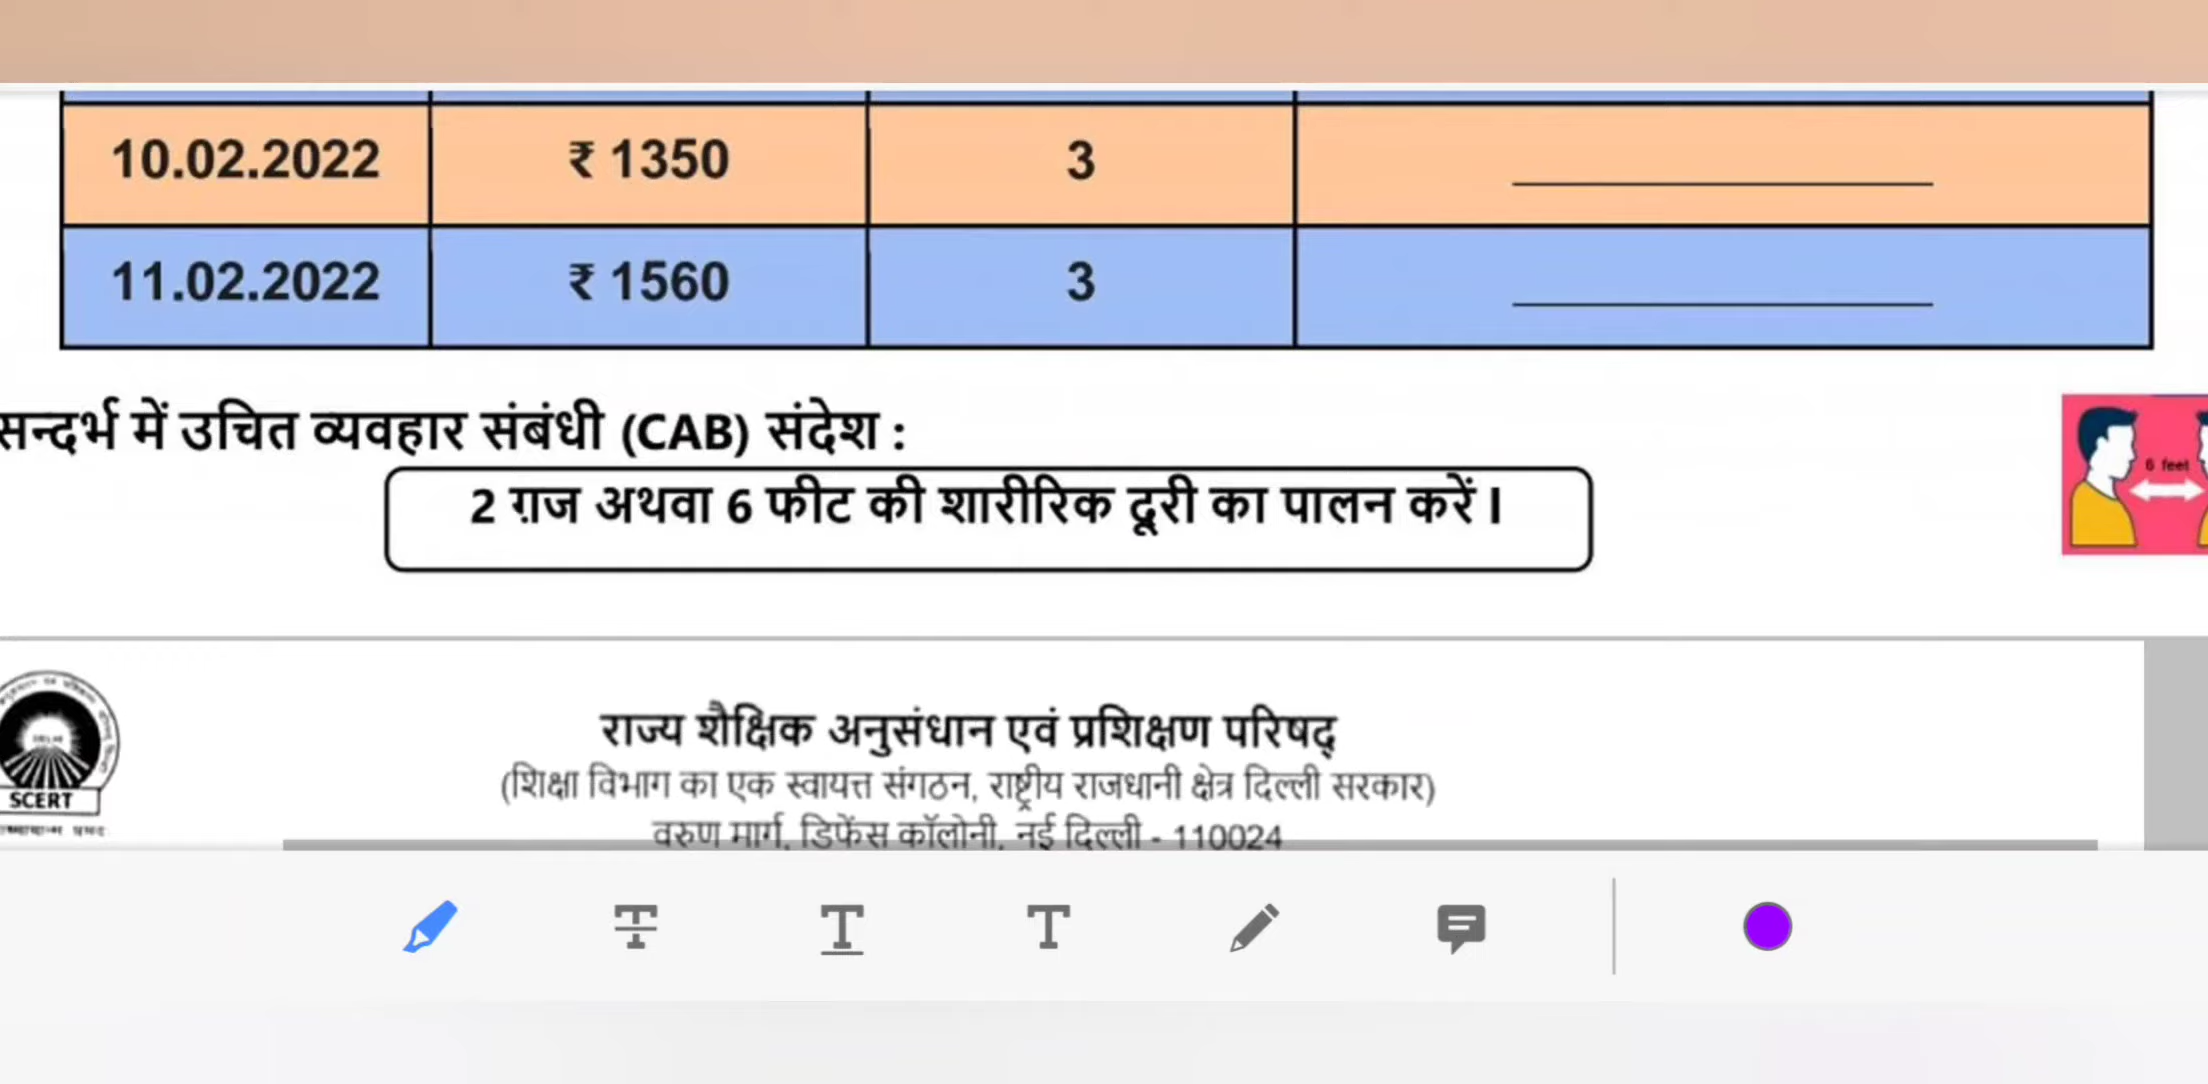 10.02.2022 ₹ 1350 3
11.02.2022 ₹ 1560 3
सन्दर्भ में उचित व्यवहार संबंधी (CAB) संदेश :
2 ग़ज अथवा 6 फीट की शारीरिक दूरी का पालन करें I
6 feet
राज्य शैक्षिक अनुसंधान एवं प्रशिक्षण परिषद्
(शिक्षा विभाग का एक स्वायत्त संगठन, राष्ट्रीय राजधानी क्षेत्र दिल्ली सरकार)
वरुण मार्ग, डिफेंस कॉलोनी, नई दिल्ली - 110024
SCERT